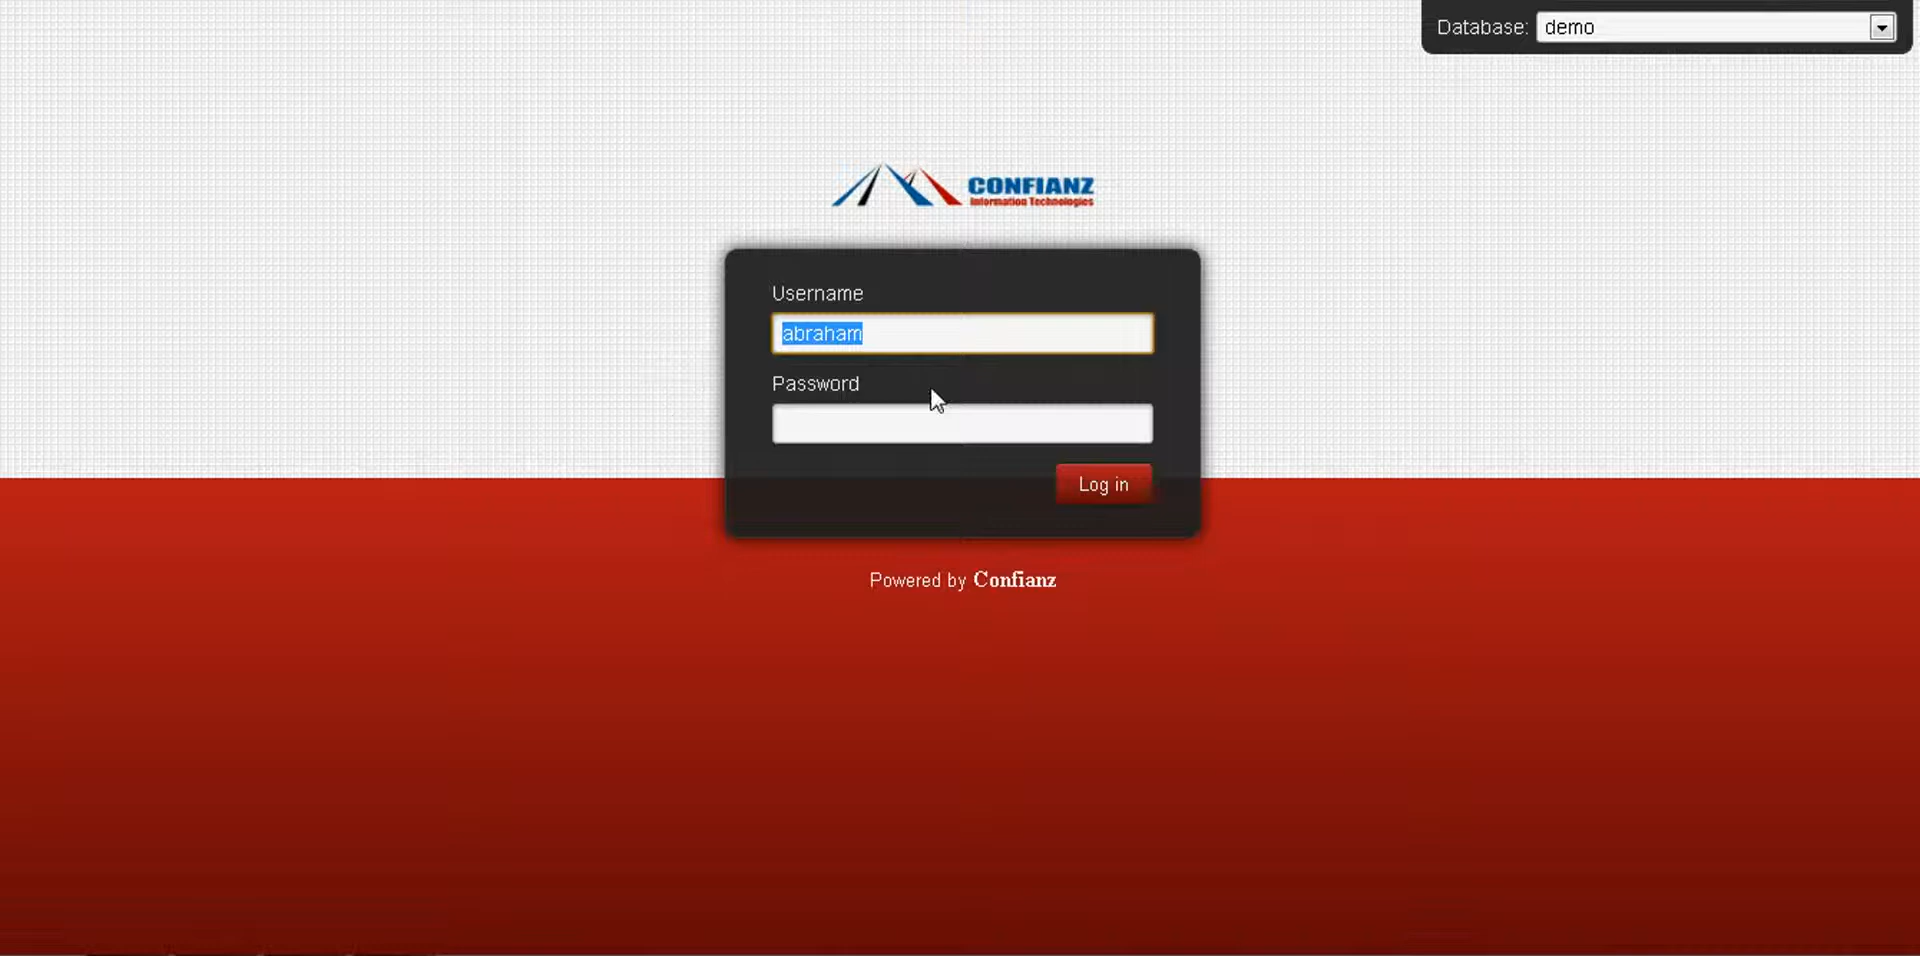 Database: demo
CONFIANZ
Information Technologies
Username
abraham
Password
Log in
Powered by Confianz